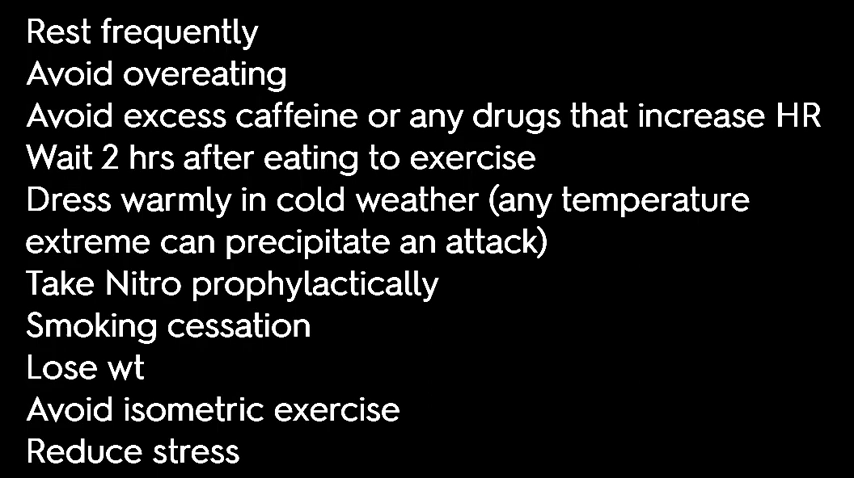 Rest frequently
Avoid overeating
Avoid excess caffeine or any drugs that increase HR
Wait 2 hrs after eating to exercise
Dress warmly in cold weather (any temperature
extreme can precipitate an attack)
Take Nitro prophylactically
Smoking cessation
Lose wt
Avoid isometric exercise
Reduce stress